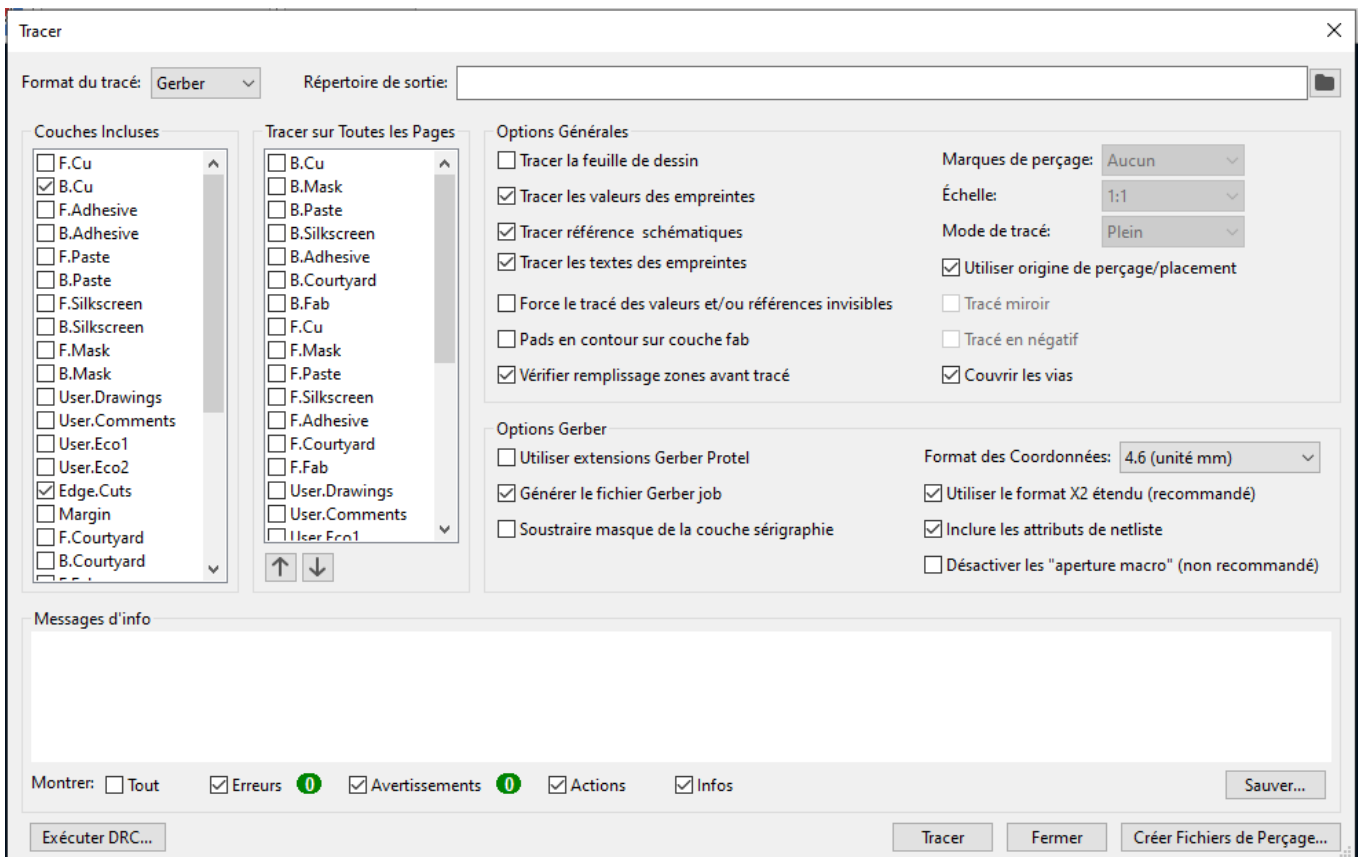 Tracer
Format du tracé: Gerber Répertoire de sortie:
Couches Incluses
F.Cu
B.Cu
F.Adhesive
B.Adhesive
F.Paste
B.Paste
F.Silkscreen
B.Silkscreen
F.Mask
B.Mask
User.Drawings
User.Comments
User.Eco1
User.Eco2
Edge.Cuts
Margin
F.Courtyard
B.Courtyard
Tracer sur Toutes les Pages
B.Cu
B.Mask
B.Paste
B.Silkscreen
B.Adhesive
B.Courtyard
B.Fab
F.Cu
F.Mask
F.Paste
F.Silkscreen
F.Adhesive
F.Courtyard
F.Fab
User.Drawings
User.Comments
User.Eco1
Options Générales
Tracer la feuille de dessin
Tracer les valeurs des empreintes
Tracer référence schématiques
Tracer les textes des empreintes
Force le tracé des valeurs et/ou références invisibles
Pads en contour sur couche fab
Vérifier remplissage zones avant tracé
Marques de perçage: Aucun
Échelle: 1:1
Mode de tracé: Plein
Utiliser origine de perçage/placement
Tracé miroir
Tracé en négatif
Couvrir les vias
Options Gerber
Utiliser extensions Gerber Protel
Générer le fichier Gerber job
Soustraire masque de la couche sérigraphie
Format des Coordonnées: 4.6 (unité mm)
Utiliser le format X2 étendu (recommandé)
Inclure les attributs de netliste
Désactiver les "aperture macro" (non recommandé)
Messages d'info
Montrer: Tout Erreurs 0 Avertissements 0 Actions Infos Sauver...
Exécuter DRC... Tracer Fermer Créer Fichiers de Perçage...